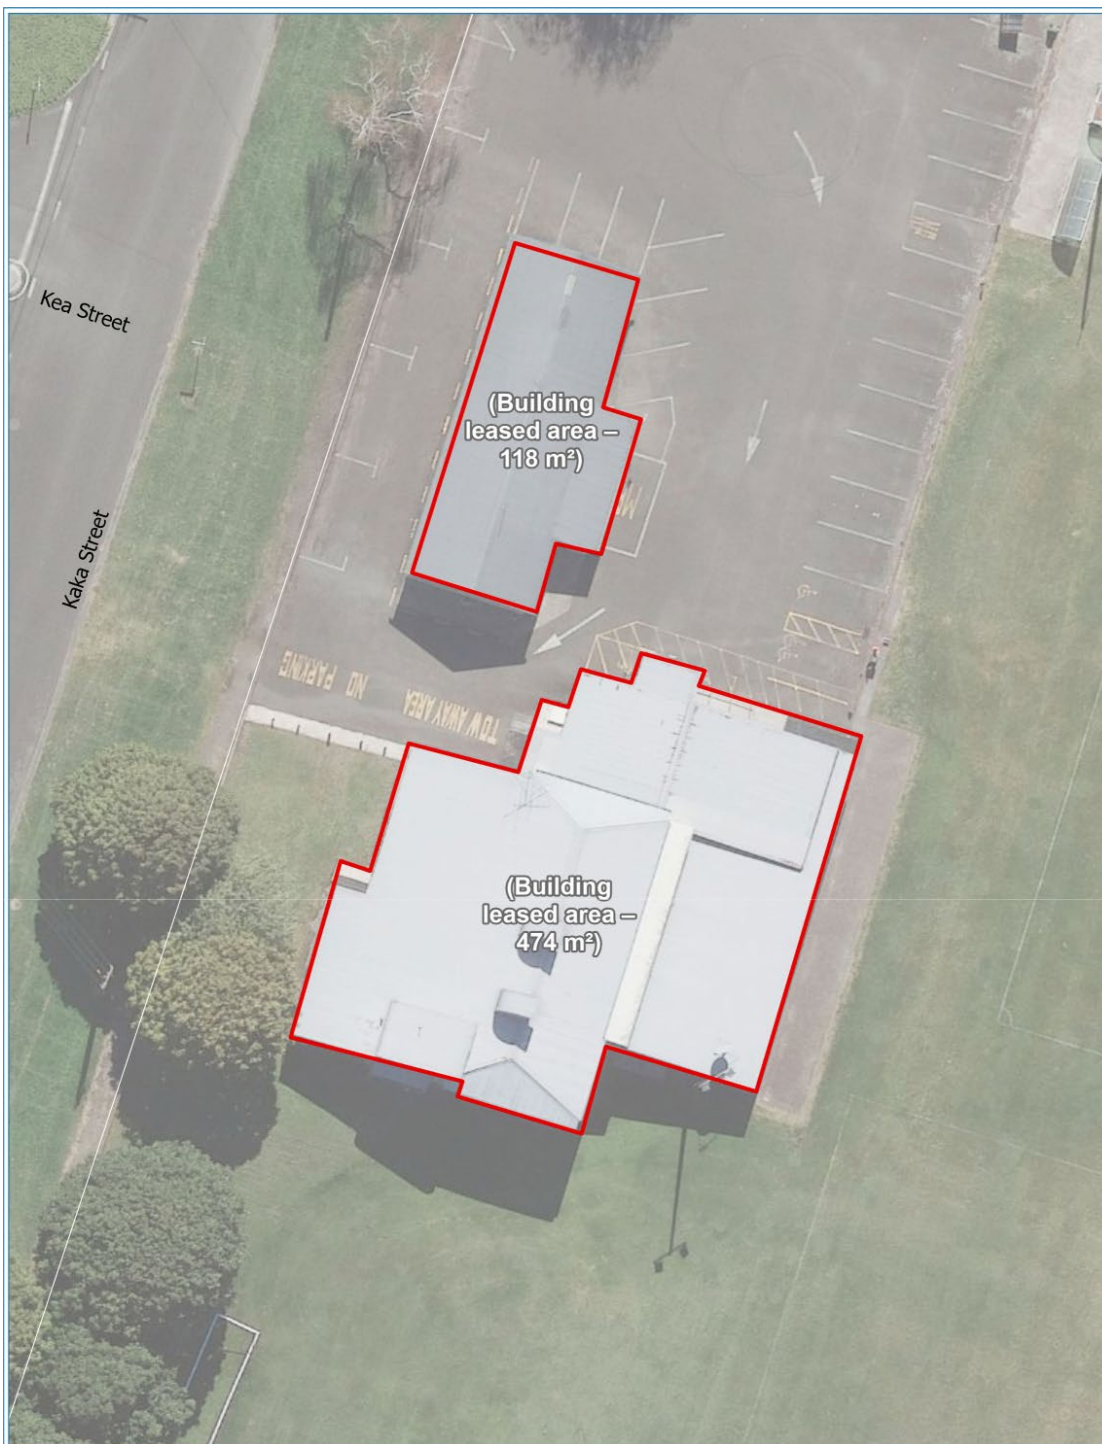 Kea Street
(Building
leased area –
118 m²)
Kaka Street
NO PARKING
TOW AWAY AREA
(Building
leased area –
474 m²)